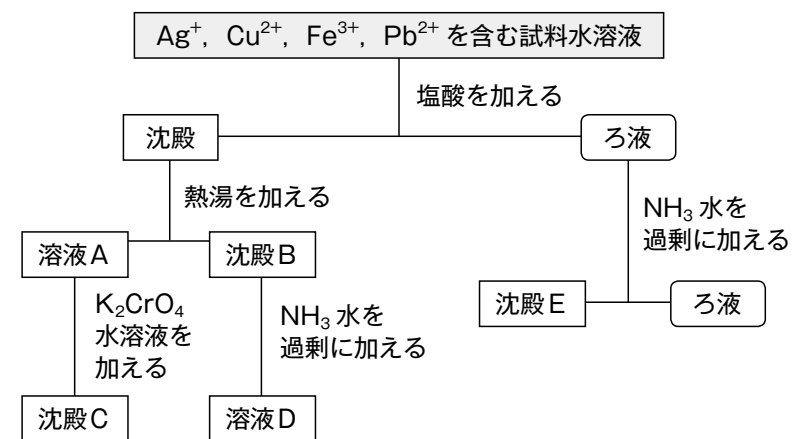 Ag⁺, Cu²⁺, Fe³⁺, Pb²⁺ を含む試料水溶液
塩酸を加える
沈殿
ろ液
熱湯を加える
NH₃ 水を
過剰に加える
溶液A
沈殿B
沈殿E
ろ液
K₂CrO₄
水溶液を
加える
NH₃ 水を
過剰に加える
沈殿C
溶液D